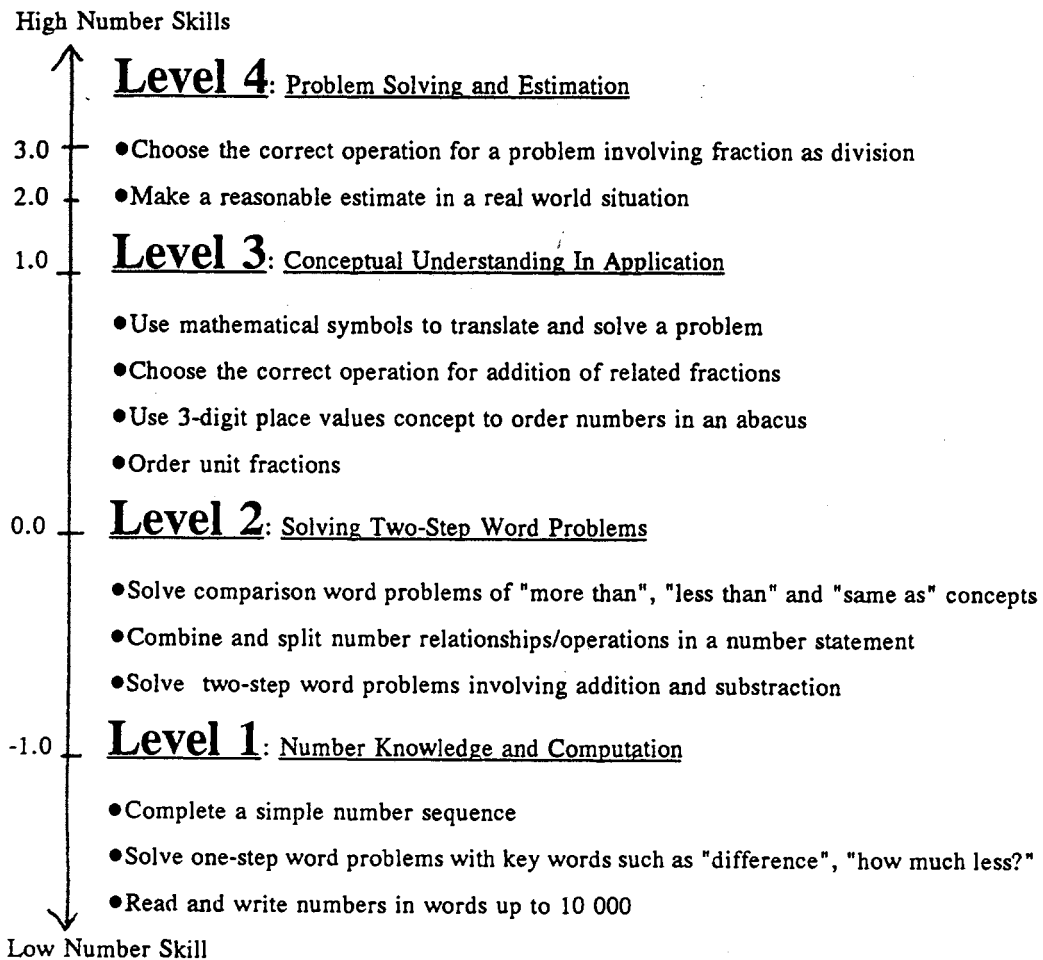 High Number Skills
Level 4: Problem Solving and Estimation
3.0 ●Choose the correct operation for a problem involving fraction as division
2.0 ●Make a reasonable estimate in a real world situation
1.0 Level 3: Conceptual Understanding In Application
●Use mathematical symbols to translate and solve a problem
●Choose the correct operation for addition of related fractions
●Use 3-digit place values concept to order numbers in an abacus
●Order unit fractions
0.0 Level 2: Solving Two-Step Word Problems
●Solve comparison word problems of "more than", "less than" and "same as" concepts
●Combine and split number relationships/operations in a number statement
●Solve two-step word problems involving addition and substraction
-1.0 Level 1: Number Knowledge and Computation
●Complete a simple number sequence
●Solve one-step word problems with key words such as "difference", "how much less?"
●Read and write numbers in words up to 10 000
Low Number Skill